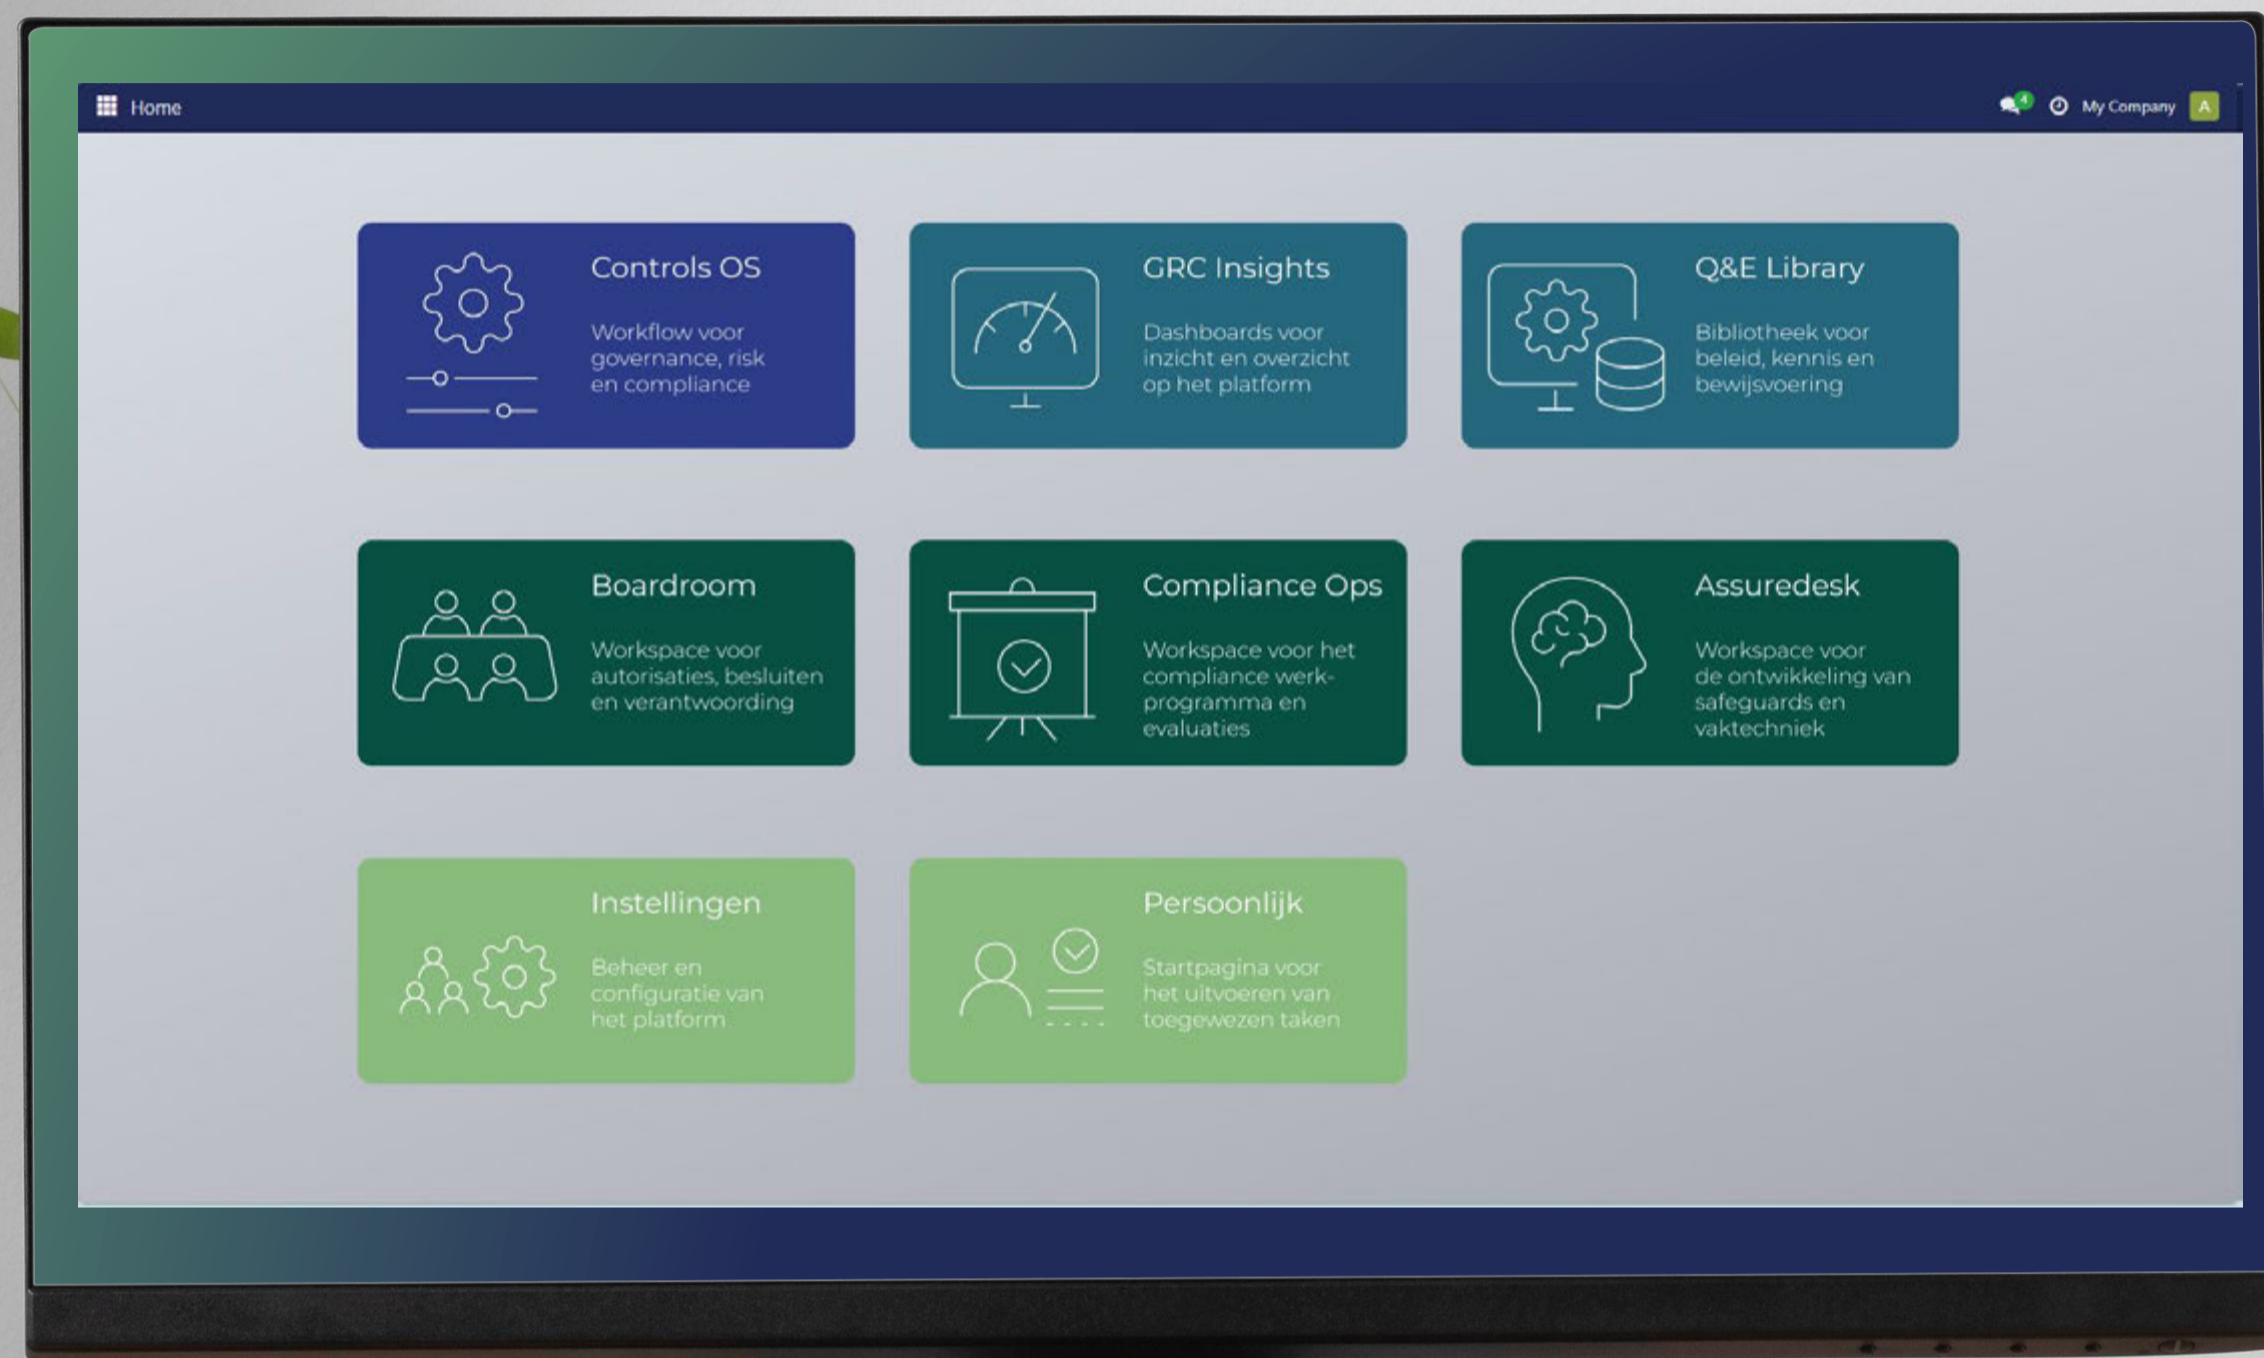 Home
4
My Company
A
Controls OS
Workflow voor
governance, risk
en compliance
GRC Insights
Dashboards voor
inzicht en overzicht
op het platform
Q&E Library
Bibliotheek voor
beleid, kennis en
bewijsvoering
Boardroom
Workspace voor
autorisaties, besluiten
en verantwoording
Compliance Ops
Workspace voor het
compliance werk-
programma en
evaluaties
Assuredesk
Workspace voor
de ontwikkeling van
safeguards en
vaktechniek
Instellingen
Beheer en
configuratie van
het platform
Persoonlijk
Startpagina voor
het uitvoeren van
toegewezen taken